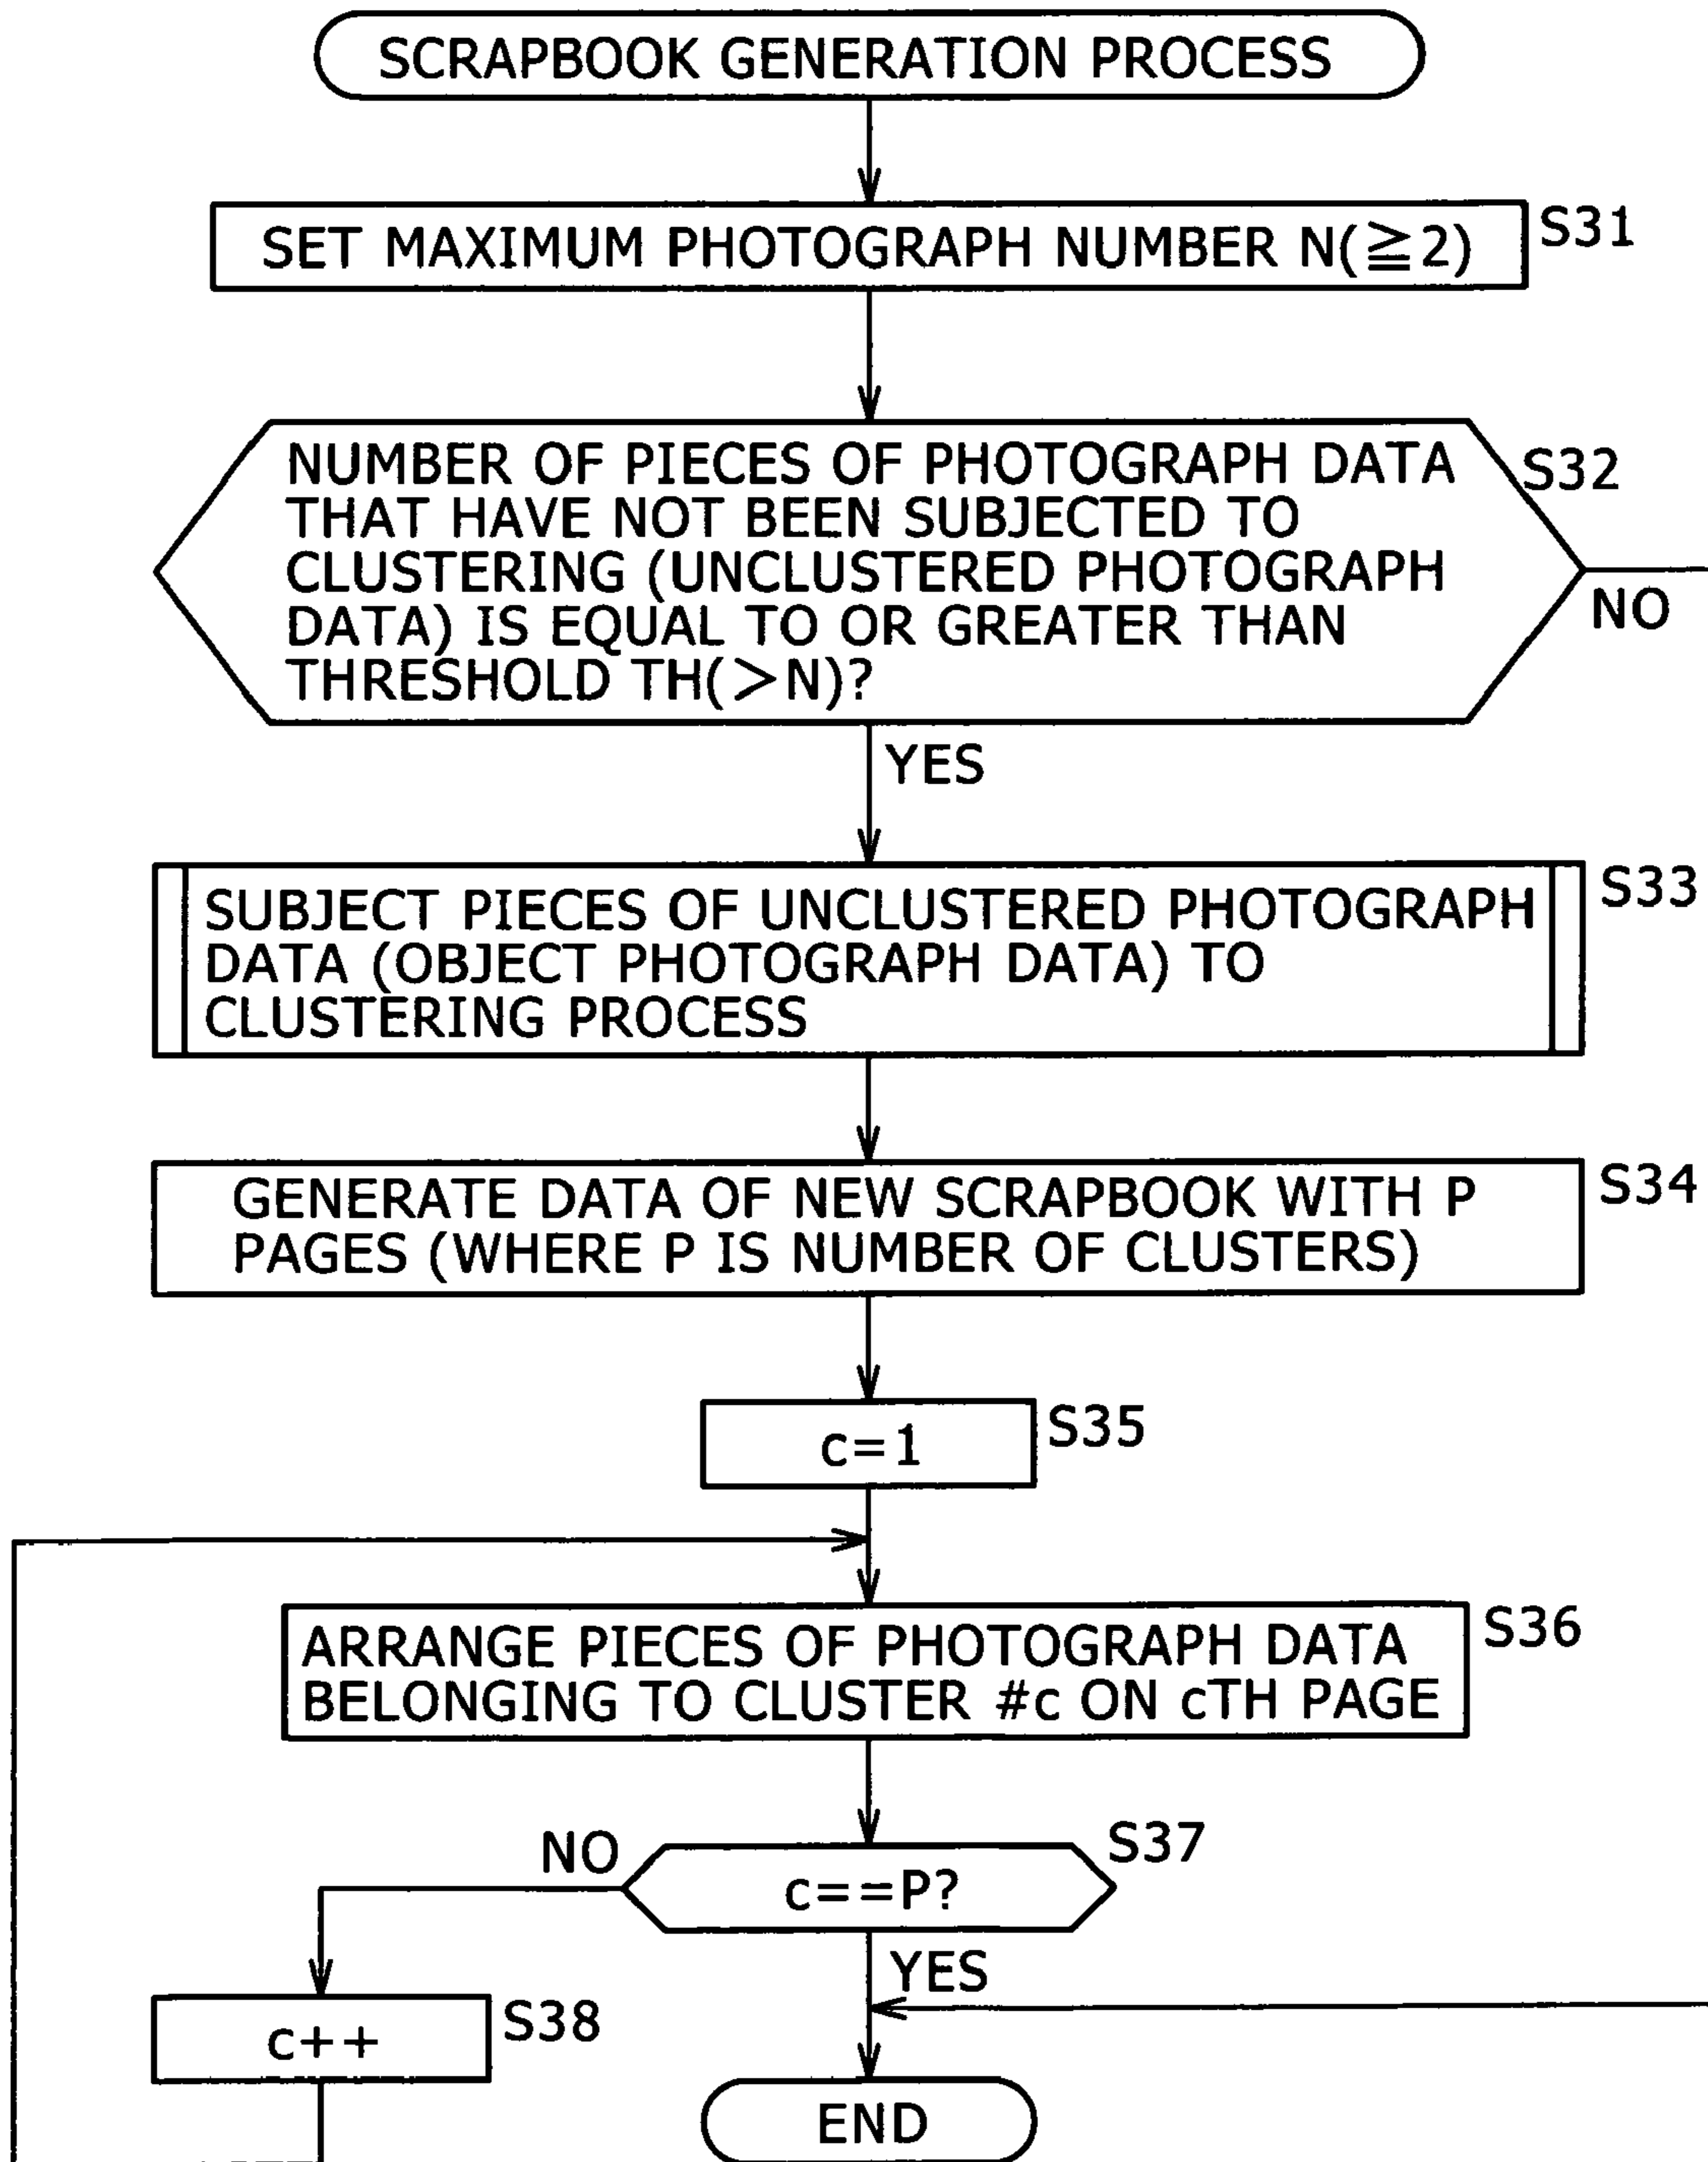 SCRAPBOOK GENERATION PROCESS
SET MAXIMUM PHOTOGRAPH NUMBER N(≧2)
S31
NUMBER OF PIECES OF PHOTOGRAPH DATA
THAT HAVE NOT BEEN SUBJECTED TO
CLUSTERING (UNCLUSTERED PHOTOGRAPH
DATA) IS EQUAL TO OR GREATER THAN
THRESHOLD TH(>N)?
S32
NO
YES
SUBJECT PIECES OF UNCLUSTERED PHOTOGRAPH
DATA (OBJECT PHOTOGRAPH DATA) TO
CLUSTERING PROCESS
S33
GENERATE DATA OF NEW SCRAPBOOK WITH P
PAGES (WHERE P IS NUMBER OF CLUSTERS)
S34
c=1
S35
ARRANGE PIECES OF PHOTOGRAPH DATA
BELONGING TO CLUSTER #c ON cTH PAGE
S36
NO
c==P?
S37
YES
c++
S38
END